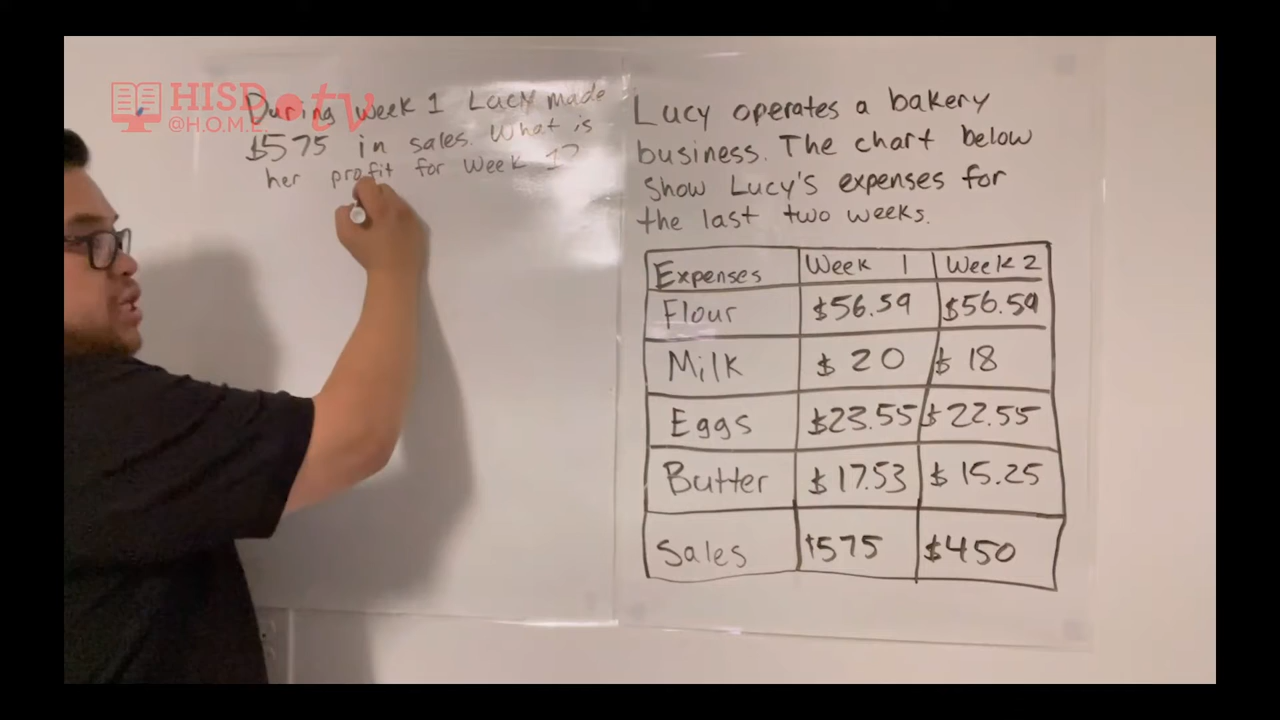 HISD
@H.O.M.E.
tv
During week 1 Lucy made
$575 in sales. What is
her profit for Week 1?
Lucy operates a bakery
business. The chart below
Show Lucy's expenses for
the last two weeks.
Expenses Week 1 Week 2
Flour $56.59 $56.59
Milk $20 $18
Eggs $23.55 $22.55
Butter $17.53 $15.25
Sales $575 $450